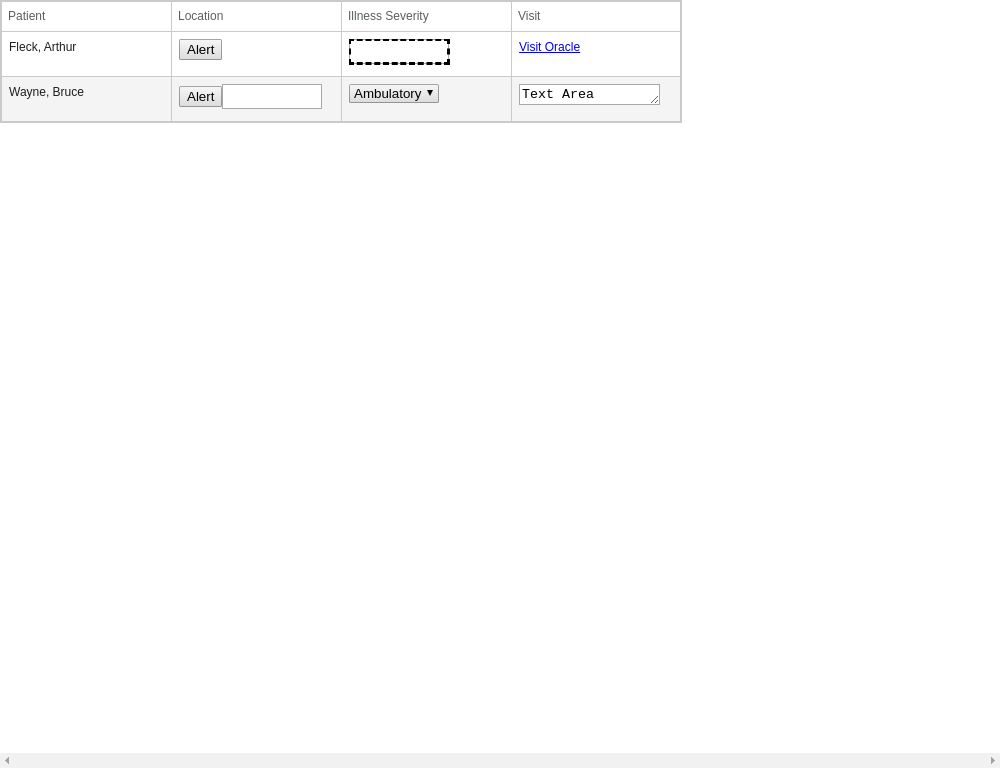 Patient Location Illness Severity Visit
Fleck, Arthur Alert Visit Oracle
Wayne, Bruce Alert Ambulatory Text Area